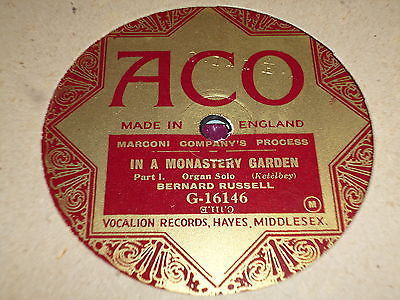 ACO
MADE IN ENGLAND
MARCONI COMPANY'S PROCESS
IN A MONASTERY GARDEN
Part I. Organ Solo (Ketèlbey)
BERNARD RUSSELL
G-16146
M
VOCALION RECORDS, HAYES, MIDDLESEX.